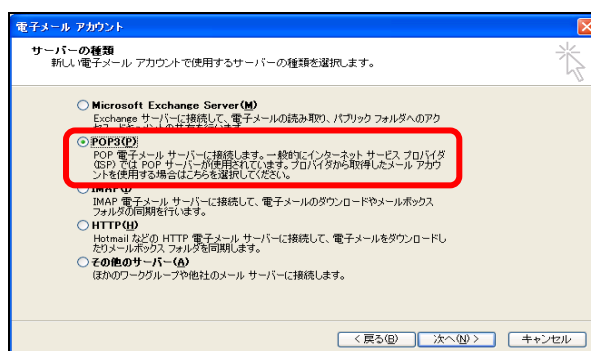 電子メール アカウント
サーバーの種類
新しい電子メール アカウントで使用するサーバーの種類を選択します。
Microsoft Exchange Server(M)
Exchange サーバーに接続して、電子メールの読み取り、パブリック フォルダへのアク
POP3(P)
POP 電子メール サーバーに接続します。一般的にインターネット サービス プロバイダ
(ISP) では POP サーバーが使用されています。プロバイダから取得したメール アカウ
ントを使用する場合はこちらを選択してください。
IMAP(I)
IMAP 電子メール サーバーに接続して、電子メールのダウンロードやメールボックス
フォルダの同期を行います。
HTTP(H)
Hotmail などの HTTP 電子メール サーバーに接続して、電子メールをダウンロードし
たりメールボックス フォルダを同期します。
その他のサーバー(A)
ほかのワークグループや他社のメール サーバーに接続します。
< 戻る(B) 次へ(N) > キャンセル